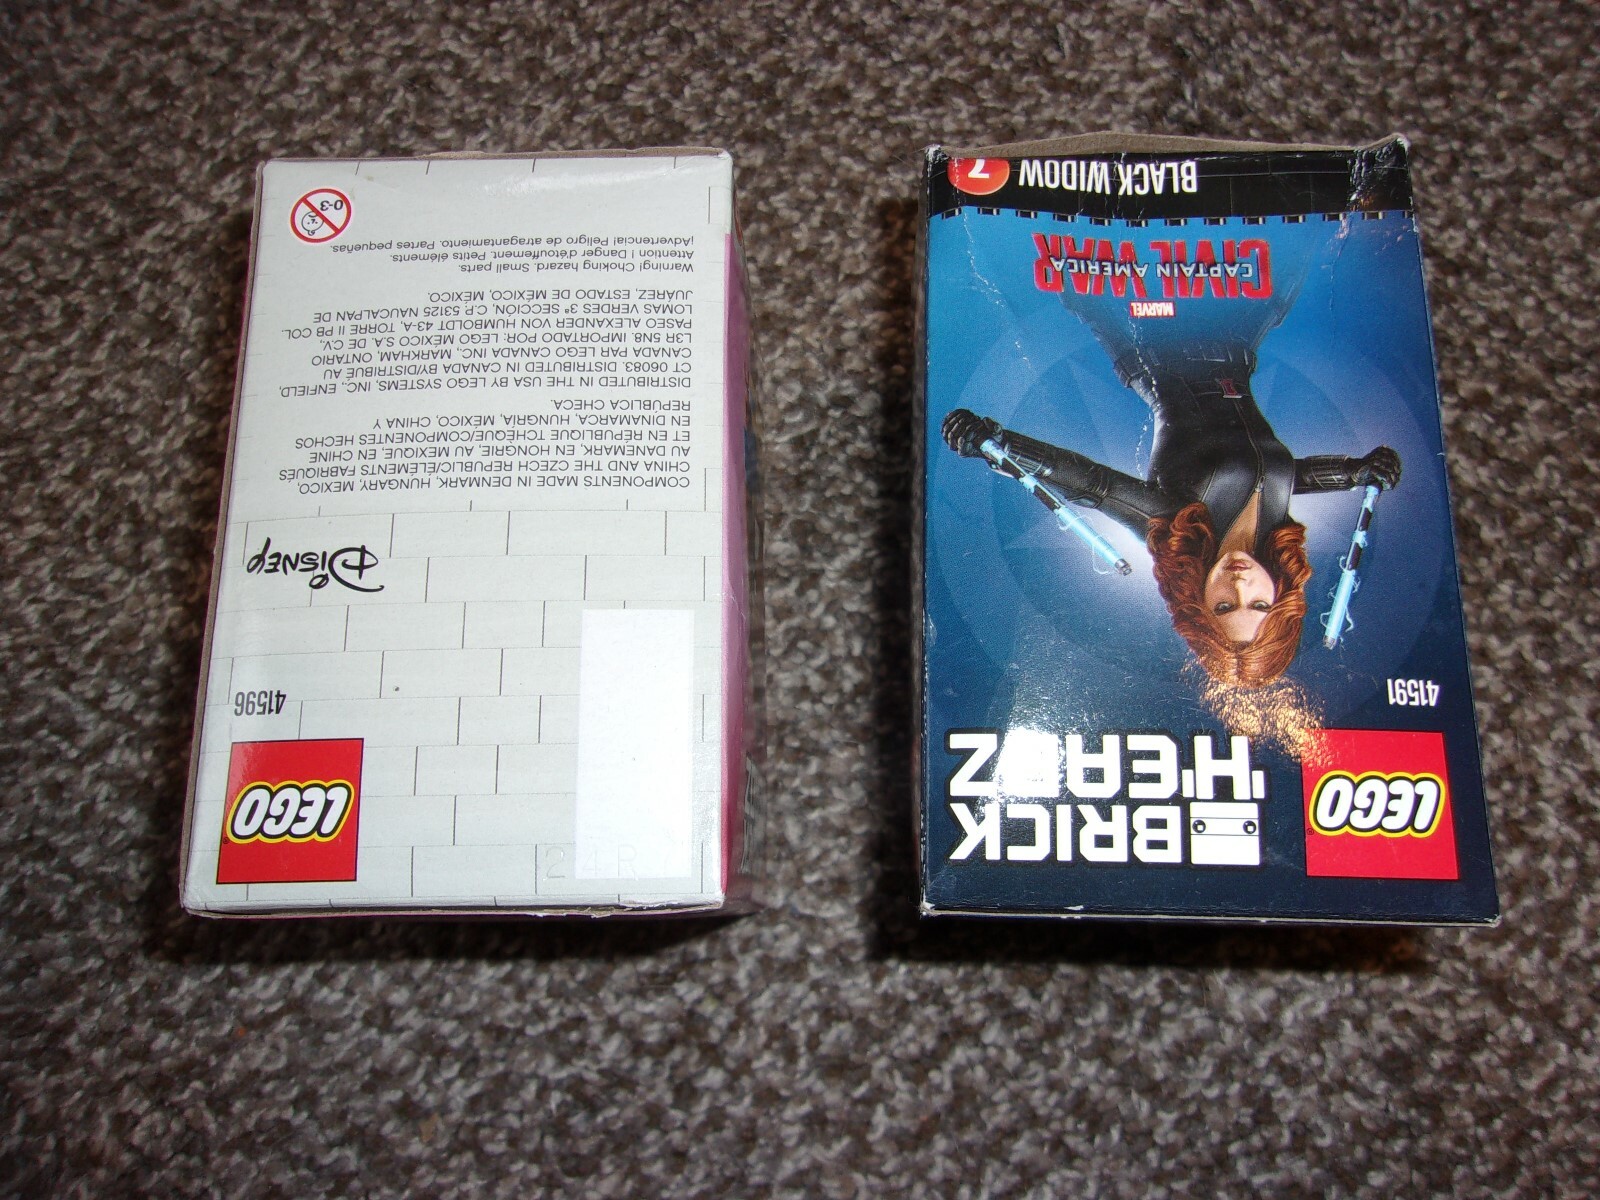 LEGO
41596
DISNEY
COMPONENTS MADE IN DENMARK, HUNGARY, MEXICO,
CHINA AND THE CZECH REPUBLIC/ÉLÉMENTS FABRIQUÉS
AU DANEMARK, EN HONGRIE, AU MEXIQUE, EN CHINE
ET EN RÉPUBLIQUE TCHÈQUE/COMPONENTES HECHOS
EN DINAMARCA, HUNGRÍA, MÉXICO, CHINA Y
REPÚBLICA CHECA.
DISTRIBUTED IN THE USA BY LEGO SYSTEMS, INC., ENFIELD,
CT 06083. DISTRIBUTED IN CANADA BY/DISTRIBUÉ AU
CANADA PAR LEGO CANADA INC., MARKHAM, ONTARIO
L3R 5N8. IMPORTADO POR: LEGO MÉXICO S.A. DE C.V.,
PASEO ALEXANDER VON HUMBOLDT 43-A, TORRE II PB COL.
LOMAS VERDES 3ª SECCIÓN, C.P. 53125 NAUCALPAN DE
JUÁREZ, ESTADO DE MÉXICO, MÉXICO.
Warning! Choking hazard. Small parts.
Attention ! Danger d'étouffement. Petits éléments.
¡Advertencia! Peligro de atragantamiento. Partes pequeñas.
0-3
24R
LEGO
BRICK
HEADZ
41591
MARVEL
CAPTAIN AMERICA
CIVIL WAR
BLACK WIDOW
7